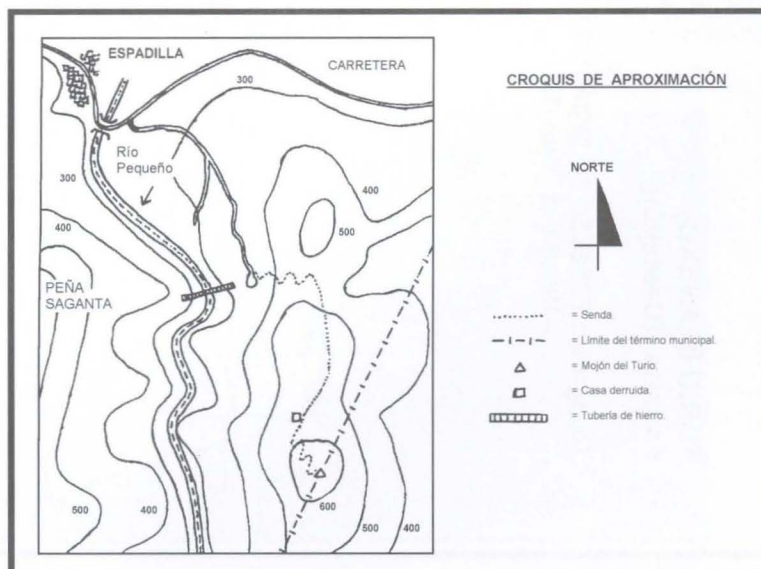 ESPADILLA
CARRETERA
300
Río
Pequeño
300
400
400
500
PEÑA
SAGANTA
500
400
600
500
400
CROQUIS DE APROXIMACIÓN
NORTE
= Senda.
= Límite del término municipal.
= Mojón del Turio.
= Casa derruida.
= Tubería de hierro.